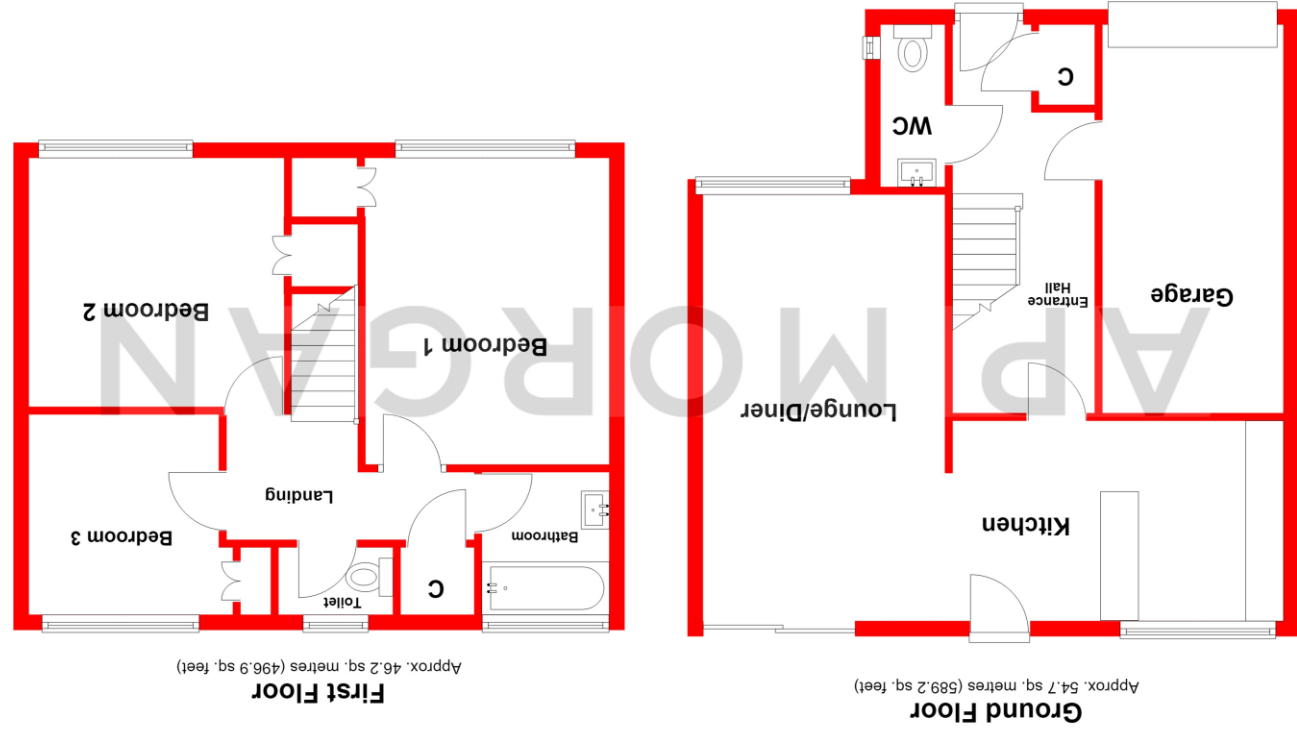 Ground Floor
Approx. 54.7 sq. metres (589.2 sq. feet)
Kitchen
Lounge/Diner
Entrance
Hall
Garage
WC
C
First Floor
Approx. 46.2 sq. metres (496.9 sq. feet)
Toilet
C
Bathroom
Bedroom 3
Landing
Bedroom 1
Bedroom 2
AP MORGAN